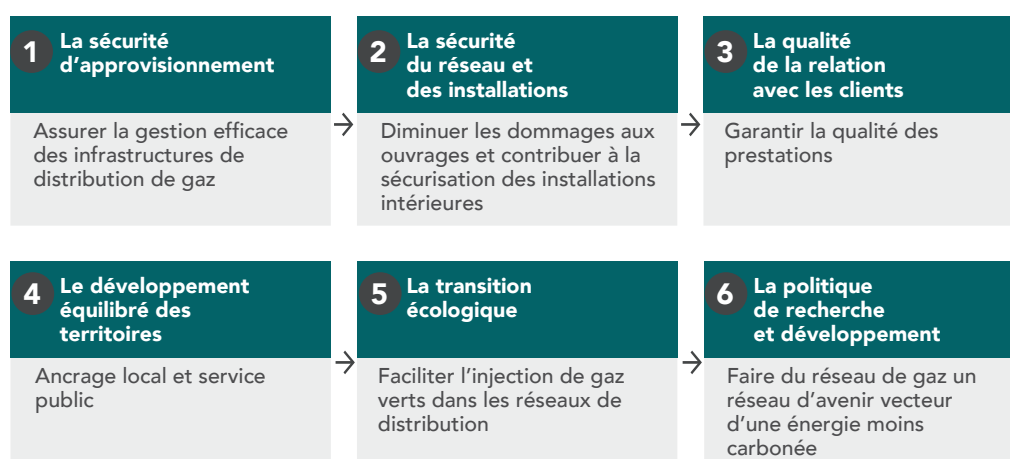 1
La sécurité
d'approvisionnement
Assurer la gestion efficace
des infrastructures de
distribution de gaz
2
La sécurité
du réseau et
des installations
Diminuer les dommages aux
ouvrages et contribuer à la
sécurisation des installations
intérieures
3
La qualité
de la relation
avec les clients
Garantir la qualité des
prestations
4
Le développement
équilibré des
territoires
Ancrage local et service
public
5
La transition
écologique
Faciliter l'injection de gaz
verts dans les réseaux de
distribution
6
La politique
de recherche
et développement
Faire du réseau de gaz un
réseau d'avenir vecteur
d'une énergie moins
carbonée